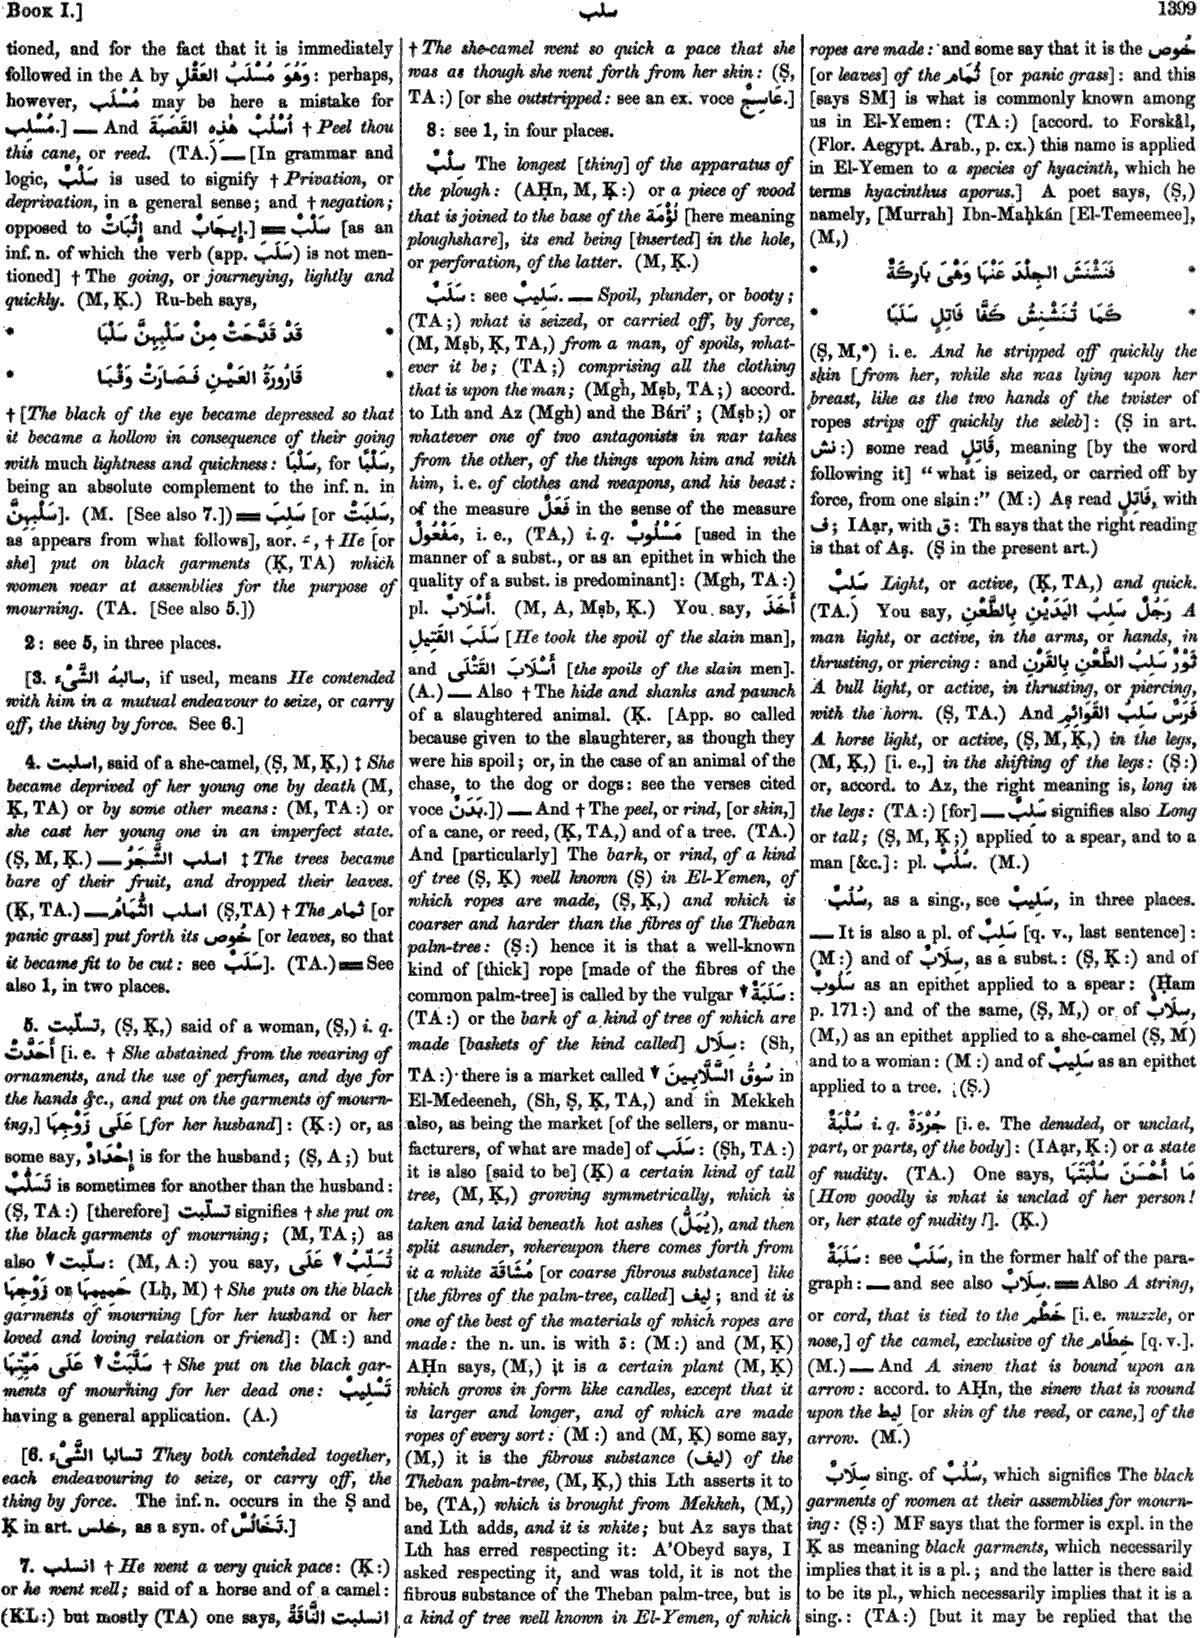 BOOK I.]
سلب
1399
tioned, and for the fact that it is immediately
followed in the A by وَهُوَ مُسْلَبُ العَقْلِ: perhaps,
however, مُسْلَب may be here a mistake for
مُسْلِب.] — And اُسْلُبْ هٰذِهِ القَصَبَةَ † Peel thou
this cane, or reed. (TA.) — [In grammar and
logic, سَلْبٌ is used to signify † Privation, or
deprivation, in a general sense; and † negation;
opposed to إِيجَابٌ and إِثْبَاتٌ.] ═ سَلْبٌ [as an
inf. n. of which the verb (app. سَلَبَ) is not men-
tioned] † The going, or journeying, lightly and
quickly. (M, Ḳ.) Ru-beh says,
* قَدْ قَدَّحَتْ مِنْ سَلْبِهِنَّ سَلْبَا *
* قَارُورَةُ العَيْنِ فَصَارَتْ وَقْبَا *
† [The black of the eye became depressed so that
it became a hollow in consequence of their going
with much lightness and quickness: سَلْبَا, for سَلْبًا,
being an absolute complement to the inf. n. in
سَلْبِهِنَّ]. (M. [See also 7.]) ═ سَلِبَ [or سَلِبَتْ,
as appears from what follows], aor. ـَ, † He [or
she] put on black garments (Ḳ, TA) which
women wear at assemblies for the purpose of
mourning. (TA. [See also 5.])
2: see 5, in three places.
[3. سالبهُ الشَّىْءَ, if used, means He contended
with him in a mutual endeavour to seize, or carry
off, the thing by force. See 6.]
4. اسلبت, said of a she-camel, (Ṣ, M, Ḳ,) ‡ She
became deprived of her young one by death (M,
Ḳ, TA) or by some other means: (M, TA:) or
she cast her young one in an imperfect state.
(Ṣ, M, Ḳ.) — اسلب الشَّجَرُ ‡ The trees became
bare of their fruit, and dropped their leaves.
(Ḳ, TA.) — اسلب الثُّمَامُ (Ṣ, TA) † The ثمام [or
panic grass] put forth its خُوص [or leaves, so that
it became fit to be cut: see سَلَبٌ]. (TA.) ═ See
also 1, in two places.
5. تسلّبت, (Ṣ, Ḳ,) said of a woman, (Ṣ,) i. q.
أَحَدَّتْ [i. e. † She abstained from the wearing of
ornaments, and the use of perfumes, and dye for
the hands &c., and put on the garments of mourn-
ing,] عَلَى زَوْجِهَا [for her husband]: (Ḳ:) or, as
some say, إِحْدَادٌ is for the husband; (Ṣ, A;) but
تَسَلُّبٌ is sometimes for another than the husband:
(Ṣ, TA:) [therefore] تسلّبت signifies † she put on
the black garments of mourning; (M, TA;) as
also ▼ سلّبت: (M, A:) you say, ▼ تُسَلِّبُ عَلَى
حَمِيمِهَا or زَوْجِهَا (Lḥ, M) † She puts on the black
garments of mourning [for her husband or her
loved and loving relation or friend]: (M:) and
▼ سَلَّبَتْ عَلَى مَيِّتِهَا † She put on the black gar-
ments of mourning for her dead one: تَسْلِيبٌ
having a general application. (A.)
[6. تسالبا الشَّىْءَ They both contended together,
each endeavouring to seize, or carry off, the
thing by force. The inf. n. occurs in the Ṣ and
Ḳ in art. خلس, as a syn. of تَخَالُسٌ.]
7. انسلب † He went a very quick pace: (Ḳ:)
or he went well; said of a horse and of a camel:
(KL:) but mostly (TA) one says, انسلبت النَّاقَةُ
† The she-camel went so quick a pace that she
was as though she went forth from her skin: (Ṣ,
TA:) [or she outstripped: see an ex. voce عَاسِجٌ.]
8: see 1, in four places.
سِلْبٌ The longest [thing] of the apparatus of
the plough: (AḤn, M, Ḳ:) or a piece of wood
that is joined to the base of the لُؤْمَة [here meaning
ploughshare], its end being [inserted] in the hole,
or perforation, of the latter. (M, Ḳ.)
سَلَبٌ: see سَلِيبٌ. — Spoil, plunder, or booty;
(TA;) what is seized, or carried off, by force,
(M, Mṣb, Ḳ, TA,) from a man, of spoils, what-
ever it be; (TA;) comprising all the clothing
that is upon the man; (Mgh, Mṣb, TA;) accord.
to Lth and Az (Mgh) and the Bári'; (Mṣb;) or
whatever one of two antagonists in war takes
from the other, of the things upon him and with
him, i. e. of clothes and weapons, and his beast:
of the measure فَعَلٌ in the sense of the measure
مَفْعُولٌ, i. e., (TA,) i. q. مَسْلُوبٌ [used in the
manner of a subst., or as an epithet in which the
quality of a subst. is predominant]: (Mgh, TA:)
pl. أَسْلَابٌ. (M, A, Mṣb, Ḳ.) You say, أَخَذَ
سَلَبَ القَتِيلِ [He took the spoil of the slain man],
and أَسْلَابَ القَتْلَى [the spoils of the slain men].
(A.) — Also † The hide and shanks and paunch
of a slaughtered animal. (Ḳ. [App. so called
because given to the slaughterer, as though they
were his spoil; or, in the case of an animal of the
chase, to the dog or dogs: see the verses cited
voce بَدَنٌ.]) — And † The peel, or rind, [or skin,]
of a cane, or reed, (Ḳ, TA,) and of a tree. (TA.)
And [particularly] The bark, or rind, of a kind
of tree (Ṣ, Ḳ) well known (Ṣ) in El-Yemen, of
which ropes are made, (Ṣ, Ḳ,) and which is
coarser and harder than the fibres of the Theban
palm-tree: (Ṣ:) hence it is that a well-known
kind of [thick] rope [made of the fibres of the
common palm-tree] is called by the vulgar ▼ سَلَبَةٌ:
(TA:) or the bark of a kind of tree of which are
made [baskets of the kind called] سِلَال: (Sh,
TA:) there is a market called ▼ سُوقُ السَّلَّابِينَ in
El-Medeeneh, (Sh, Ṣ, Ḳ, TA,) and in Mekkeh
also, as being the market [of the sellers, or manu-
facturers, of what are made] of سَلَب: (Sh, TA:)
it is also [said to be] (Ḳ) a certain kind of tall
tree, (M, Ḳ,) growing symmetrically, which is
taken and laid beneath hot ashes (يُمَلُّ), and then
split asunder, whereupon there comes forth from
it a white مُشَاقَة [or coarse fibrous substance] like
[the fibres of the palm-tree, called] لِيف; and it is
one of the best of the materials of which ropes are
made: the n. un. is with ة: (M:) and (M, Ḳ)
AḤn says, (M,) it is a certain plant (M, Ḳ)
which grows in form like candles, except that it
is larger and longer, and of which are made
ropes of every sort: (M:) and (M, Ḳ) some say,
(M,) it is the fibrous substance (لِيف) of the
Theban palm-tree, (M, Ḳ,) this Lth asserts it to
be, (TA,) which is brought from Mekkeh, (M,)
and Lth adds, and it is white; but Az says that
Lth has erred respecting it: A'Obeyd says, I
asked respecting it, and was told, it is not the
fibrous substance of the Theban palm-tree, but is
a kind of tree well known in El-Yemen, of which
ropes are made: and some say that it is the خُوص
[or leaves] of the ثُمَام [or panic grass]: and this
[says SM] is what is commonly known among
us in El-Yemen: (TA:) [accord. to Forskål,
(Flor. Aegypt. Arab., p. cx.) this name is applied
in El-Yemen to a species of hyacinth, which he
terms hyacinthus aporus.] A poet says, (Ṣ,)
namely, [Murrah] Ibn-Maḥkán [El-Temeemee],
(M,)
* فَنَشْنَشَ الجِلْدَ عَنْهَا وَهْىَ بَارِكَةٌ *
* كَمَا تُنَشْنِشُ كَفَّا فَاتِلٍ سَلَبَا *
(Ṣ, M,*) i. e. And he stripped off quickly the
skin [from her, while she was lying upon her
breast, like as the two hands of the twister of
ropes strips off quickly the seleb]: (Ṣ in art.
نش:) some read قَاتِلٍ, meaning [by the word
following it] "what is seized, or carried off by
force, from one slain:" (M:) Aṣ read فَاتِلٍ, with
ف; IAạr, with ق: Th says that the right reading
is that of Aṣ. (Ṣ in the present art.)
سَلِبٌ Light, or active, (Ḳ, TA,) and quick.
(TA.) You say, رَجُلٌ سَلِبُ اليَدَيْنِ بِالطَّعْنِ A
man light, or active, in the arms, or hands, in
thrusting, or piercing: and ثَوْرٌ سَلِبُ الطَّعْنِ بِالقَرْنِ
A bull light, or active, in thrusting, or piercing,
with the horn. (Ṣ, TA.) And فَرَسٌ سَلِبُ القَوَائِمِ
A horse light, or active, (Ṣ, M, Ḳ,) in the legs,
(M, Ḳ,) [i. e.,] in the shifting of the legs: (Ṣ:)
or, accord. to Az, the right meaning is, long in
the legs: (TA:) [for] — سَلِبٌ signifies also Long
or tall; (Ṣ, M, Ḳ;) applied to a spear, and to a
man [&c.]: pl. سُلُبٌ. (M.)
سُلُبٌ, as a sing., see سَلِيبٌ, in three places.
— It is also a pl. of سَلِبٌ [q. v., last sentence]:
(M:) and of سِلَابٌ, as a subst.: (Ṣ, Ḳ:) and of
سَلُوبٌ as an epithet applied to a spear: (Ḥam
p. 171:) and of the same, (Ṣ, M,) or of سِلَابٌ,
(M,) as an epithet applied to a she-camel (Ṣ, M)
and to a woman: (M:) and of سَلِيبٌ as an epithet
applied to a tree. (Ṣ.)
سُلْبَةٌ i. q. جُرْدَةٌ [i. e. The denuded, or unclad,
part, or parts, of the body]: (IAạr, Ḳ:) or a state
of nudity. (TA.) One says, مَا أَحْسَنَ سُلْبَتَهَا
[How goodly is what is unclad of her person!
or, her state of nudity!]. (Ḳ.)
سَلَبَةٌ: see سَلَبٌ, in the former half of the para-
graph: — and see also سِلَابٌ. ═ Also A string,
or cord, that is tied to the خَطْم [i. e. muzzle, or
nose,] of the camel, exclusive of the خِطَام [q. v.].
(M.) — And A sinew that is bound upon an
arrow: accord. to AḤn, the sinew that is wound
upon the لِيط [or skin of the reed, or cane,] of the
arrow. (M.)
سِلَابٌ sing. of سُلُبٌ, which signifies The black
garments of women at their assemblies for mourn-
ing: (Ṣ:) MF says that the former is expl. in the
Ḳ as meaning black garments, which necessarily
implies that it is a pl.; and the latter is there said
to be its pl., which necessarily implies that it is a
sing.: (TA:) [but it may be replied that the